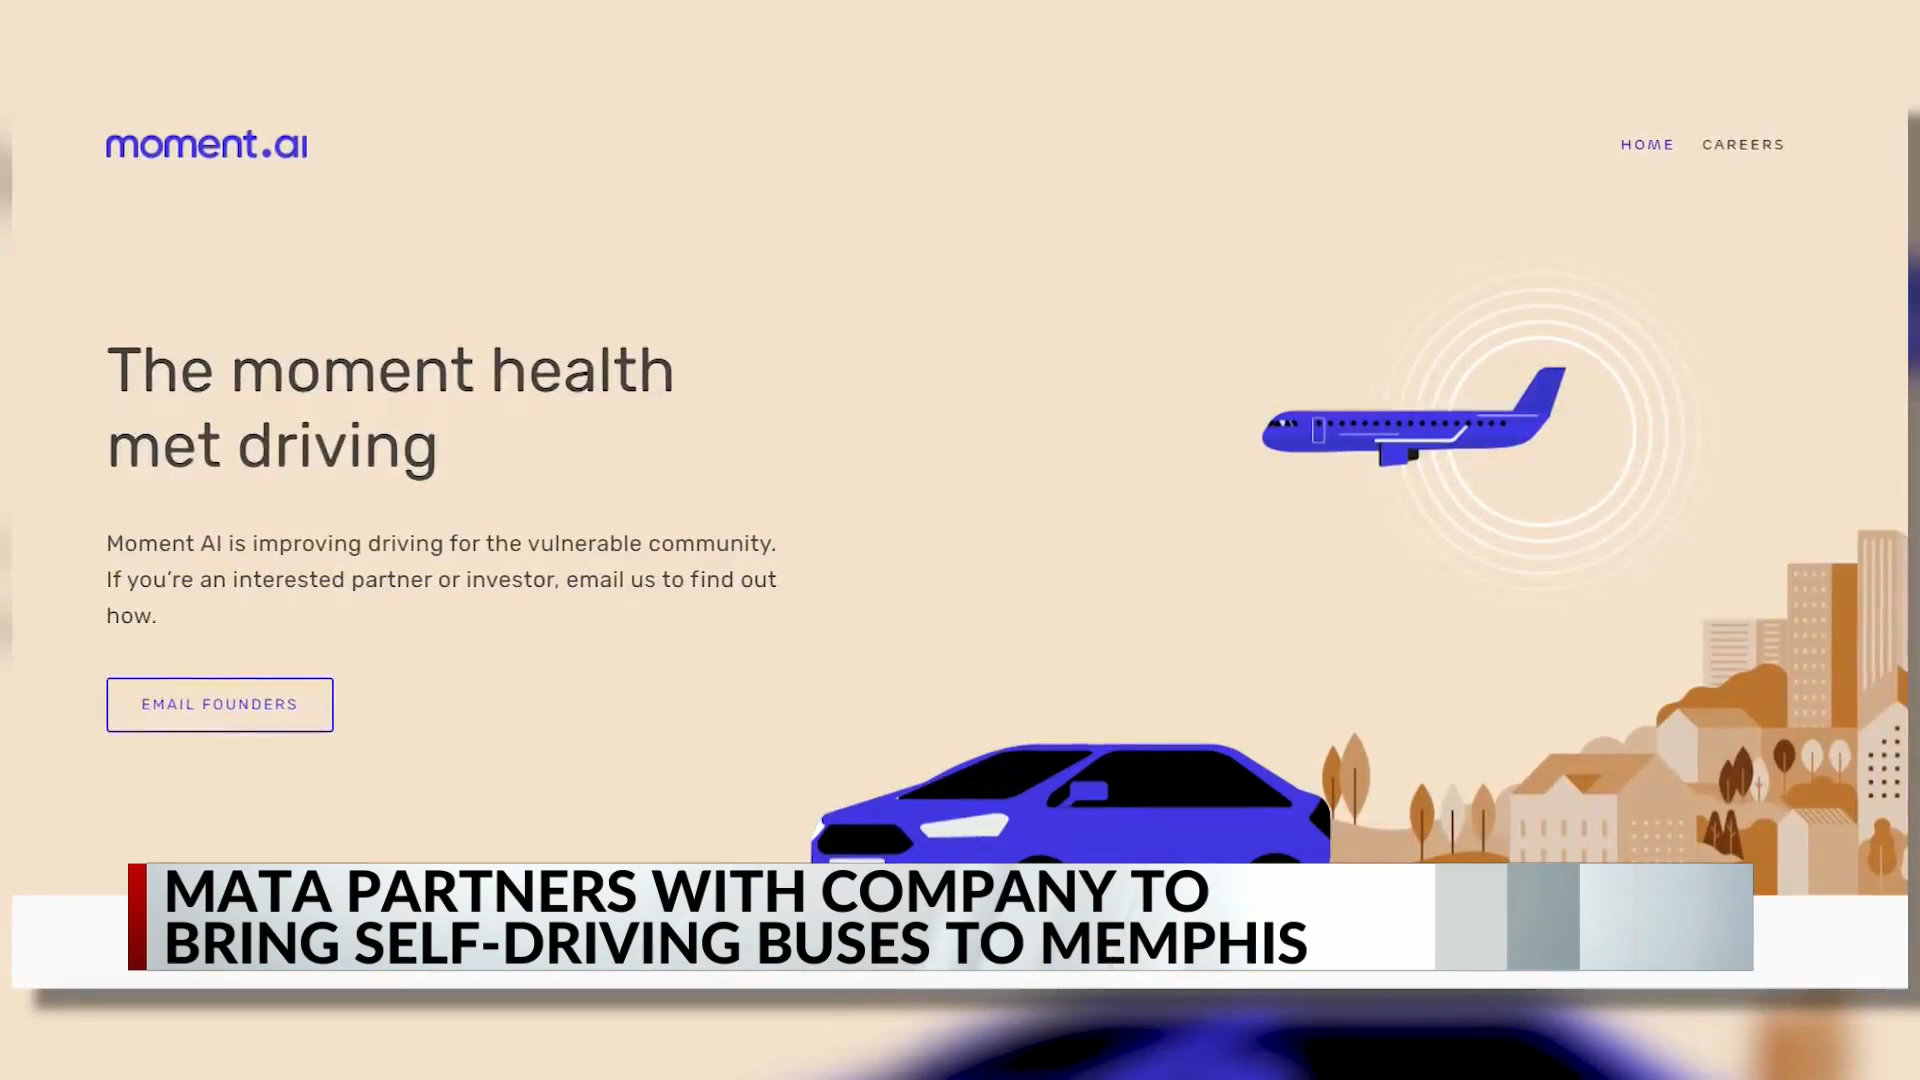 moment.ai
HOME CAREERS
The moment health
met driving
Moment AI is improving driving for the vulnerable community.
If you’re an interested partner or investor, email us to find out
how.
EMAIL FOUNDERS
MATA PARTNERS WITH COMPANY TO
BRING SELF-DRIVING BUSES TO MEMPHIS